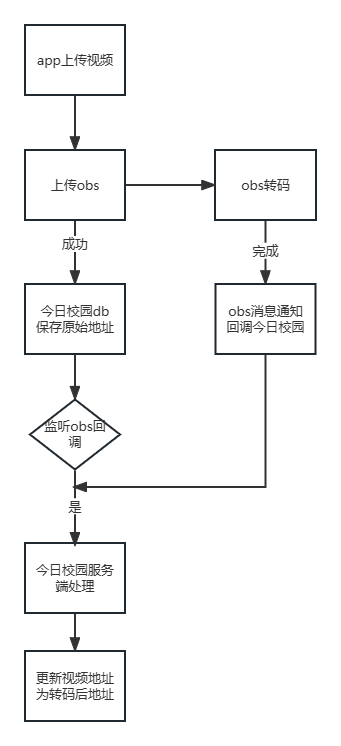 app上传视频
上传obs
obs转码
成功
完成
今日校园db
保存原始地址
obs消息通知
回调今日校园
监听obs回
调
是
今日校园服务
端处理
更新视频地址
为转码后地址